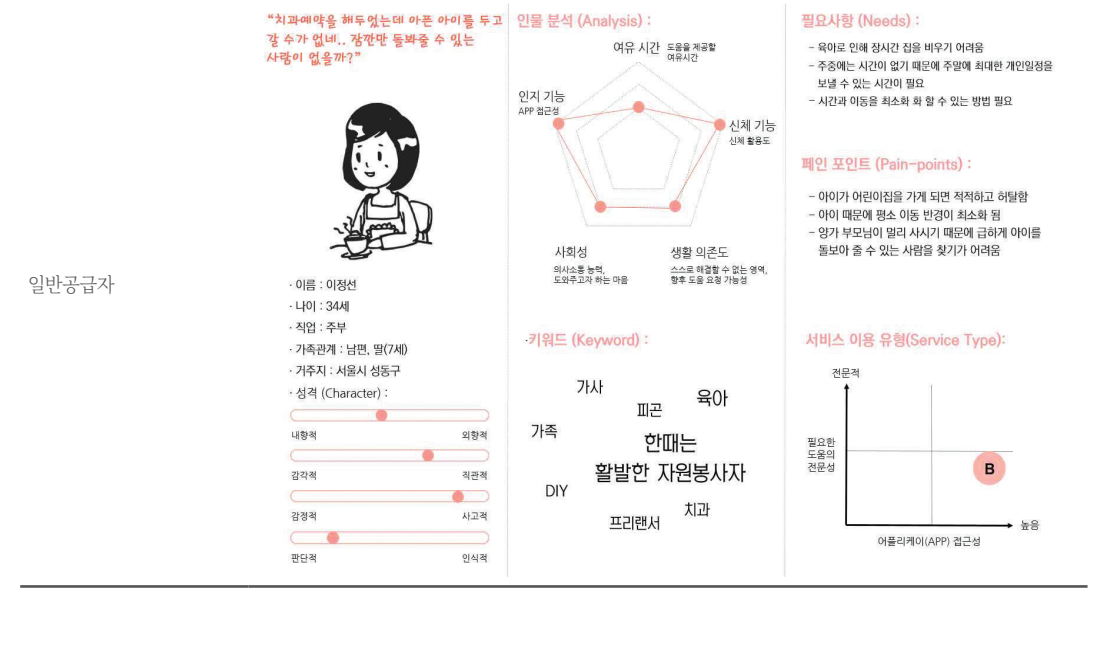 일반공급자
"치과예약을 해두었는데 아픈 아이를 두고
갈 수가 없네.. 잠깐만 돌봐줄 수 있는
사람이 없을까?"
· 이름 : 이정선
· 나이 : 34세
· 직업 : 주부
· 가족관계 : 남편, 딸(7세)
· 거주지 : 서울시 성동구
· 성격 (Character) :
내향적 외향적
감각적 직관적
감정적 사고적
판단적 인식적
인물 분석 (Analysis) :
여유 시간 도움을 제공할
여유시간
인지 기능
APP 접근성
신체 기능
신체 활용도
사회성
의사소통 능력,
도와주고자 하는 마음
생활 의존도
스스로 해결할 수 없는 영역,
향후 도움 요청 가능성
·키워드 (Keyword) :
가사
육아
피곤
가족
한때는
활발한 자원봉사자
DIY
치과
프리랜서
필요사항 (Needs) :
– 육아로 인해 장시간 집을 비우기 어려움
– 주중에는 시간이 없기 때문에 주말에 최대한 개인일정을
보낼 수 있는 시간이 필요
– 시간과 이동을 최소화 화 할 수 있는 방법 필요
페인 포인트 (Pain-points) :
– 아이가 어린이집을 가게 되면 적적하고 허탈함
– 아이 때문에 평소 이동 반경이 최소화 됨
– 양가 부모님이 멀리 사시기 때문에 급하게 아이를
돌보아 줄 수 있는 사람을 찾기가 어려움
서비스 이용 유형(Service Type):
전문적
필요한
도움의
전문성
B
높음
어플리케이(APP) 접근성